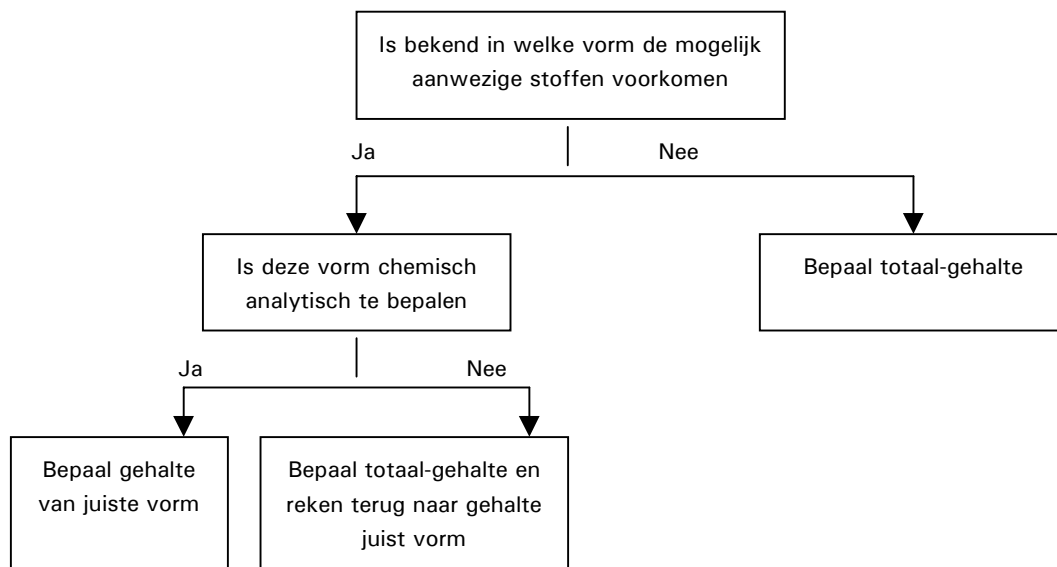 Is bekend in welke vorm de mogelijk
aanwezige stoffen voorkomen
Ja
Nee
Is deze vorm chemisch
analytisch te bepalen
Bepaal totaal-gehalte
Ja
Nee
Bepaal gehalte
van juiste vorm
Bepaal totaal-gehalte en
reken terug naar gehalte
juist vorm